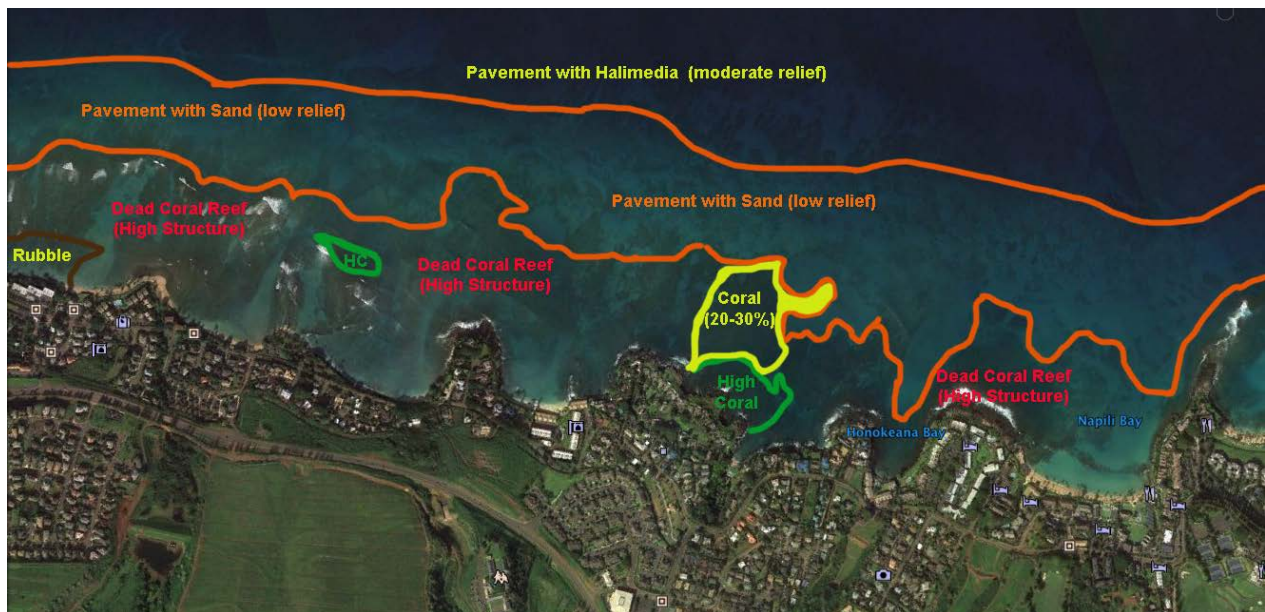 Pavement with Halimedia (moderate relief)
Pavement with Sand (low relief)
Pavement with Sand (low relief)
Dead Coral Reef
(High Structure)
Rubble
HC
Dead Coral Reef
(High Structure)
Coral
(20-30%)
High
Coral
Dead Coral Reef
(High Structure)
Honokeana Bay
Napili Bay